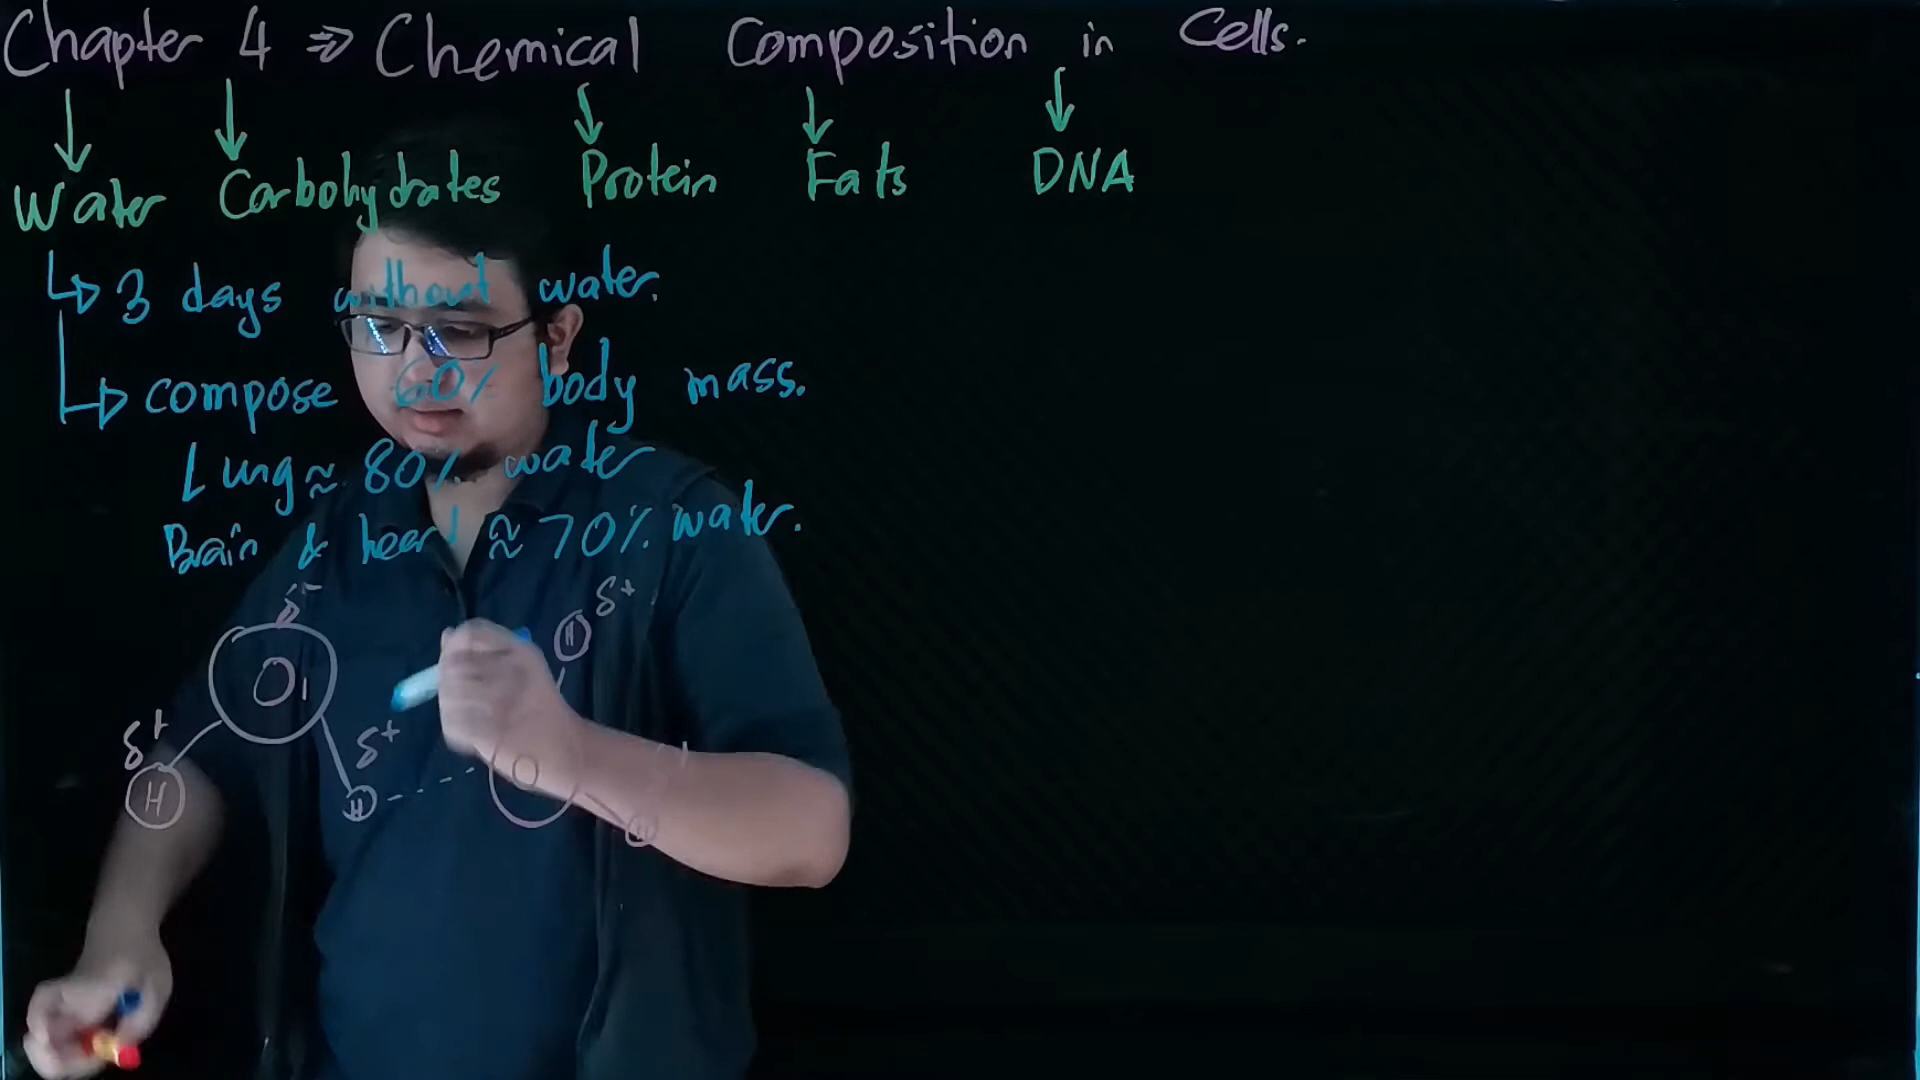 Chapter 4 ⇒ Chemical Composition in Cells.
Water Carbohydrates Protein Fats DNA
3 days without water.
compose 60% body mass.
Lung ≈ 80% water
Brain & heart ≈ 70% water.
δ- δ+
H
O
δ+ δ+
H H O H